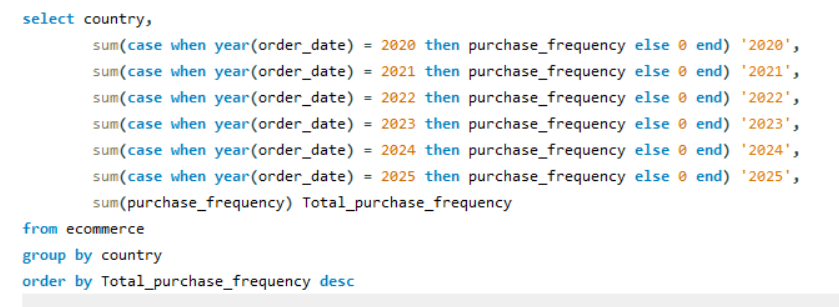 select country,
sum(case when year(order_date) = 2020 then purchase_frequency else 0 end) '2020',
sum(case when year(order_date) = 2021 then purchase_frequency else 0 end) '2021',
sum(case when year(order_date) = 2022 then purchase_frequency else 0 end) '2022',
sum(case when year(order_date) = 2023 then purchase_frequency else 0 end) '2023',
sum(case when year(order_date) = 2024 then purchase_frequency else 0 end) '2024',
sum(case when year(order_date) = 2025 then purchase_frequency else 0 end) '2025',
sum(purchase_frequency) Total_purchase_frequency
from ecommerce
group by country
order by Total_purchase_frequency desc